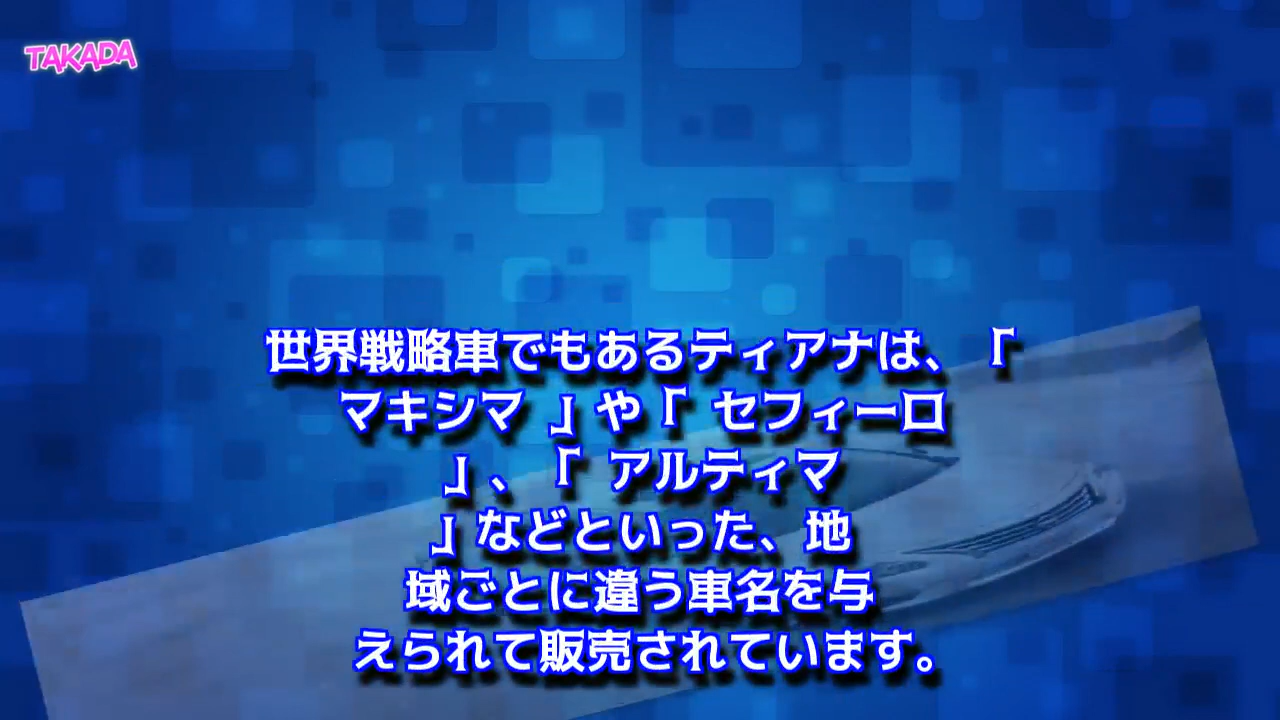 TAKADA
世界戦略車でもあるティアナは、「
マキシマ 」や「 セフィーロ
」、「 アルティマ
」などといった、地
域ごとに違う車名を与
えられて販売されています。